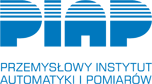 PIAP
PRZEMYSŁOWY INSTYTUT
AUTOMATYKI I POMIARÓW